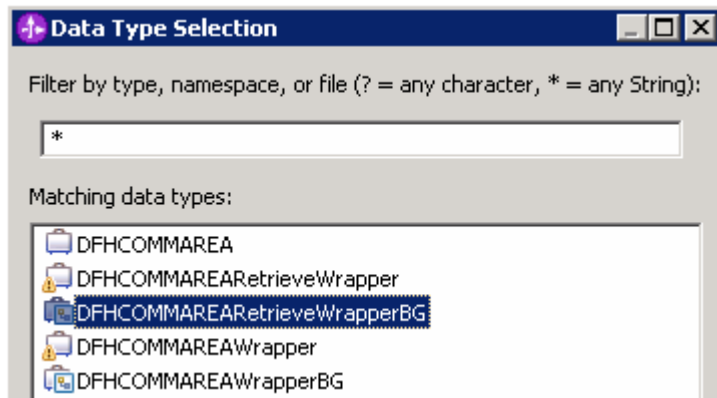 Data Type Selection
Filter by type, namespace, or file (? = any character, * = any String):
*
Matching data types:
DFHCOMMAREA
DFHCOMMAREARetrieveWrapper
DFHCOMMAREARetrieveWrapperBG
DFHCOMMAREAWrapper
DFHCOMMAREAWrapperBG